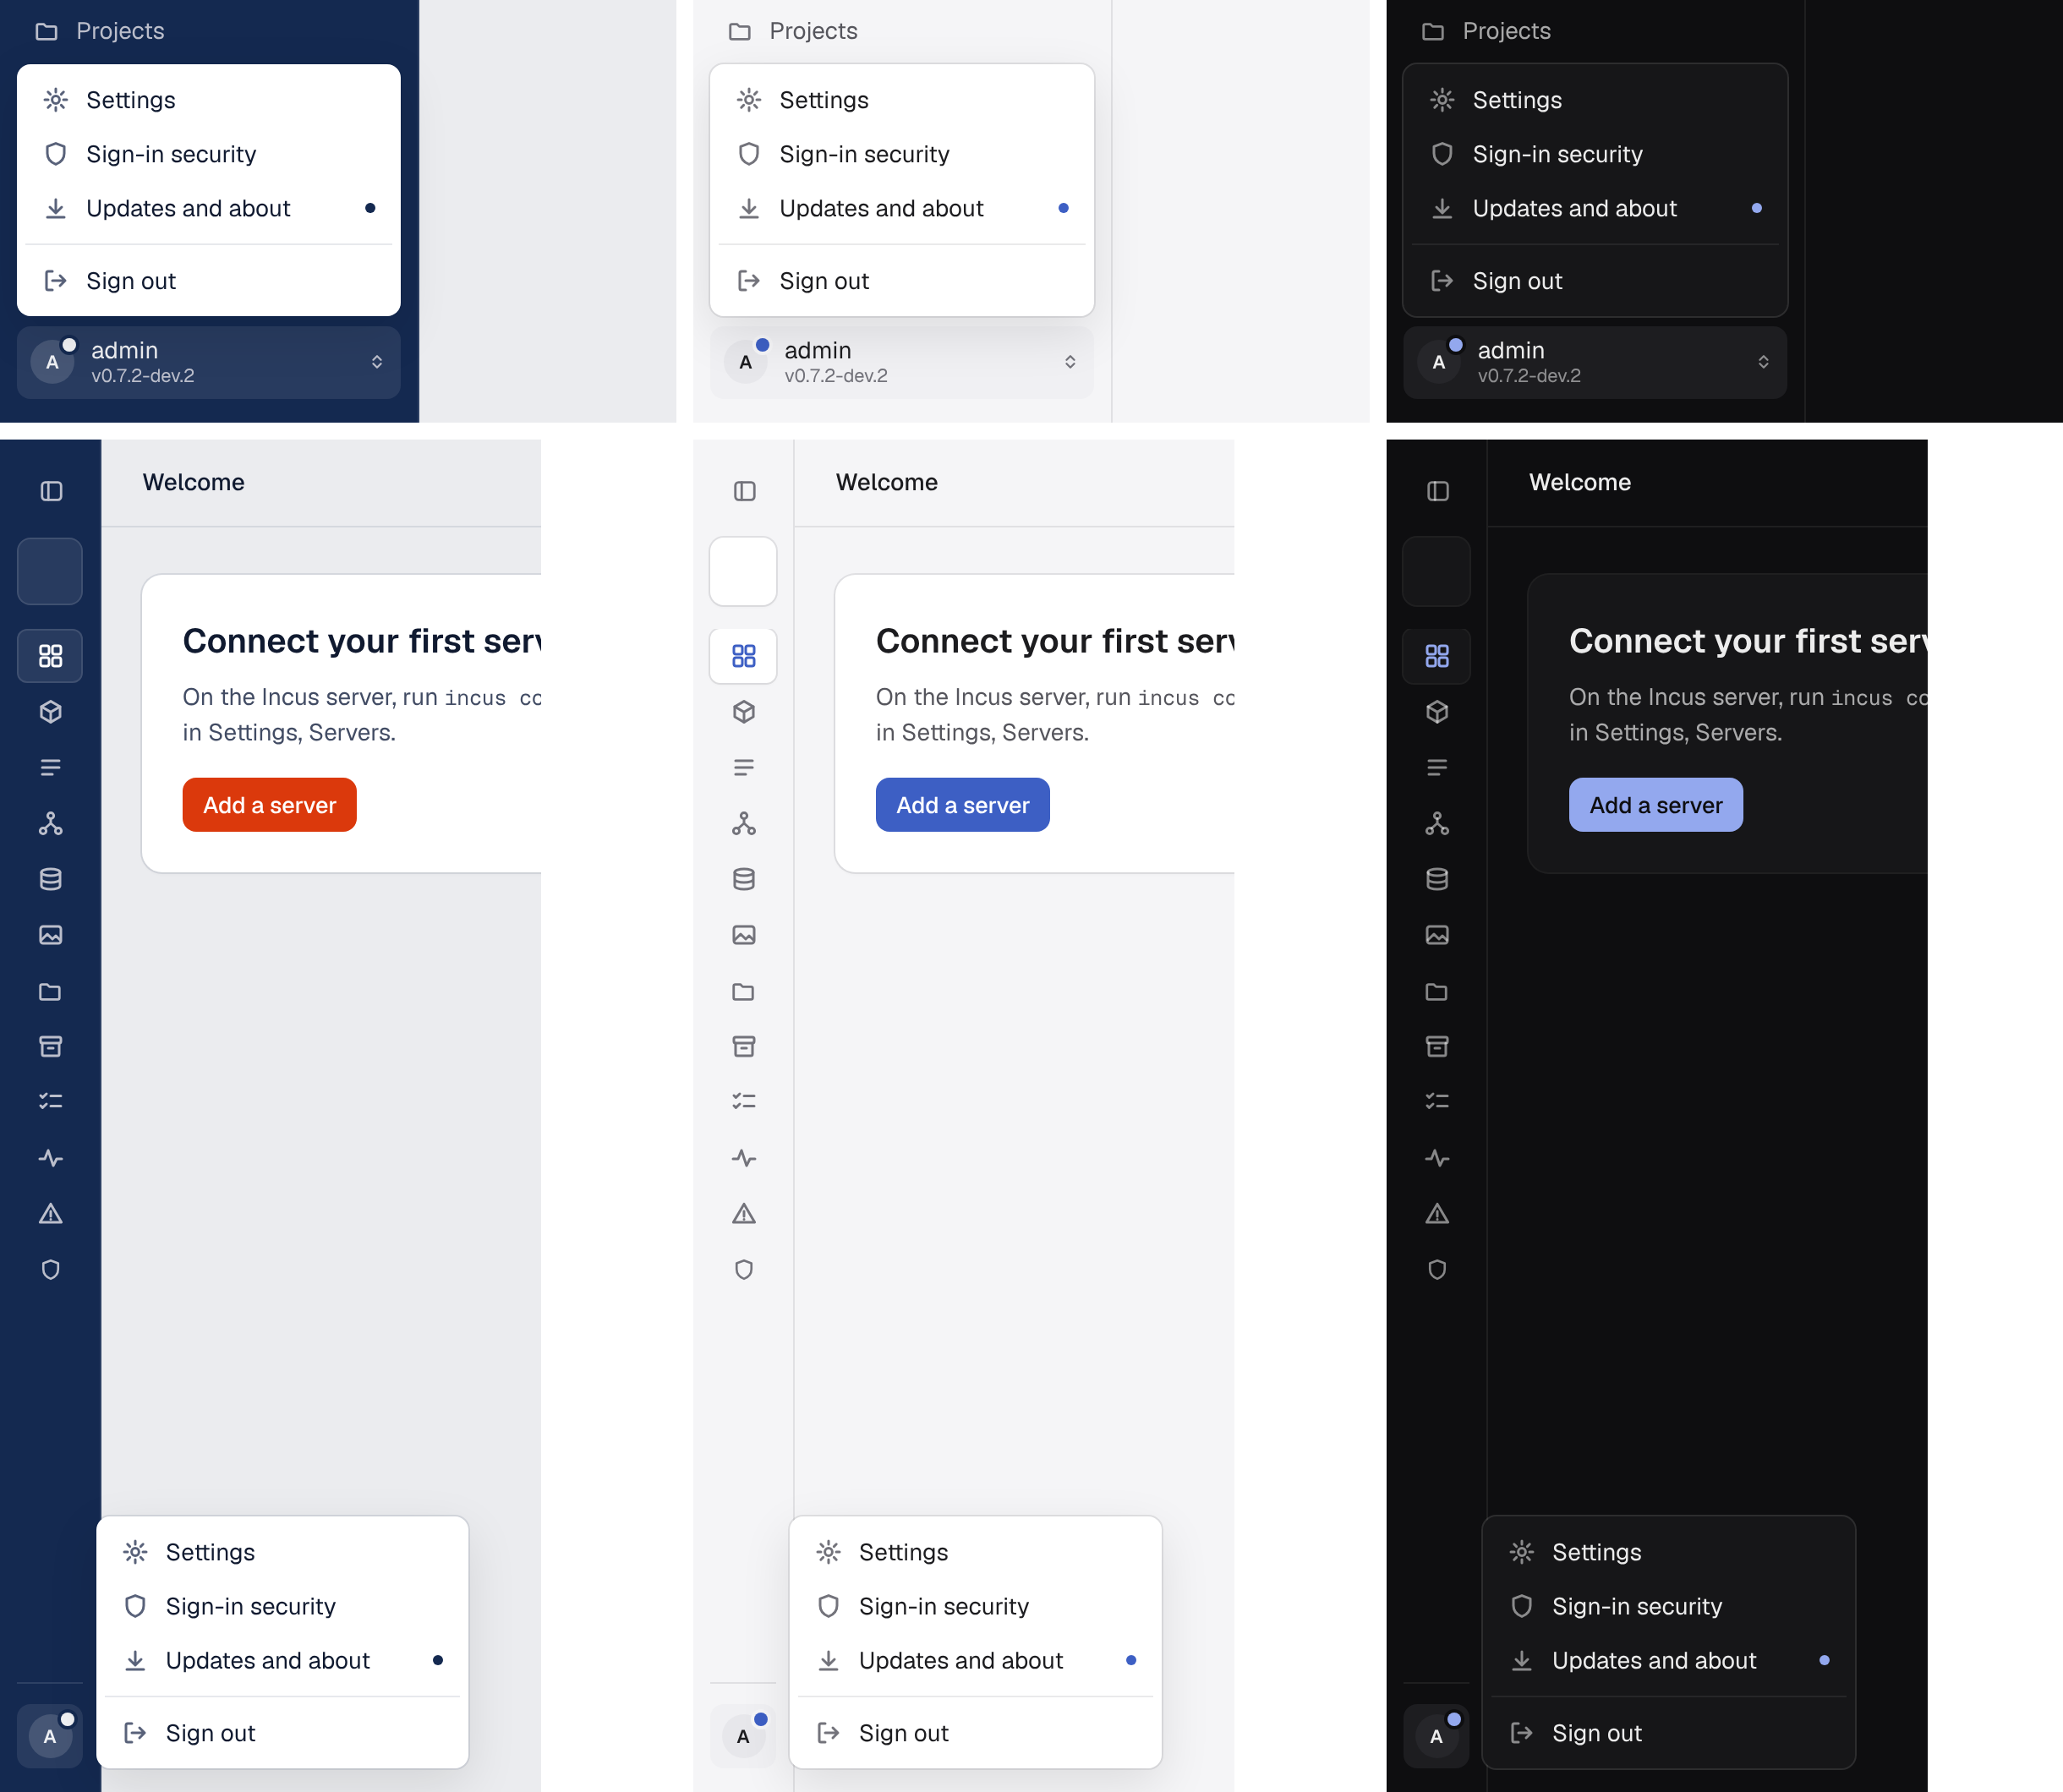 Projects
Settings
Sign-in security
Updates and about
Sign out
A
admin
v0.7.2-dev.2
Projects
Settings
Sign-in security
Updates and about
Sign out
A
admin
v0.7.2-dev.2
Projects
Settings
Sign-in security
Updates and about
Sign out
A
admin
v0.7.2-dev.2
Welcome
Connect your first serv
On the Incus server, run incus co
in Settings, Servers.
Add a server
Settings
Sign-in security
Updates and about
Sign out
A
Welcome
Connect your first serv
On the Incus server, run incus co
in Settings, Servers.
Add a server
Settings
Sign-in security
Updates and about
Sign out
A
Welcome
Connect your first serv
On the Incus server, run incus co
in Settings, Servers.
Add a server
Settings
Sign-in security
Updates and about
Sign out
A